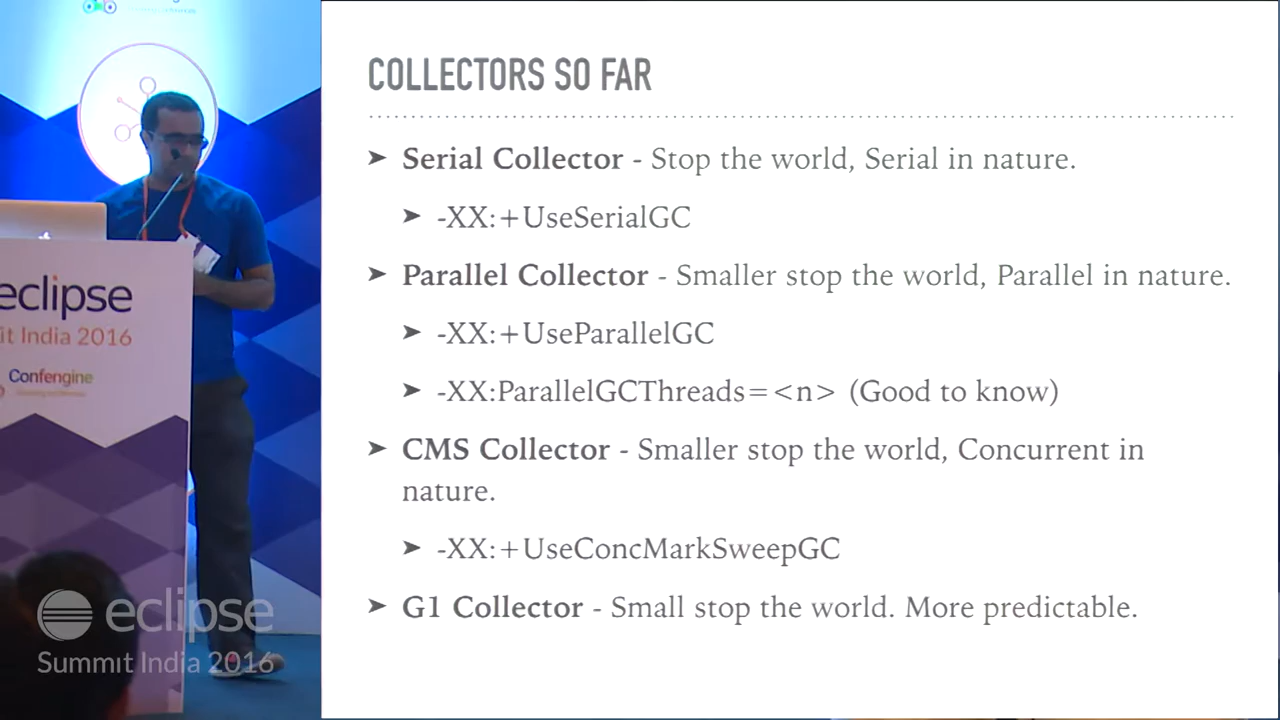 COLLECTORS SO FAR
➤ Serial Collector - Stop the world, Serial in nature.
➤ -XX:+UseSerialGC
➤ Parallel Collector - Smaller stop the world, Parallel in nature.
➤ -XX:+UseParallelGC
➤ -XX:ParallelGCThreads=<n> (Good to know)
➤ CMS Collector - Smaller stop the world, Concurrent in
nature.
➤ -XX:+UseConcMarkSweepGC
➤ G1 Collector - Small stop the world. More predictable.
eclipse
it India 2016
Confengine
eclipse
Summit India 2016